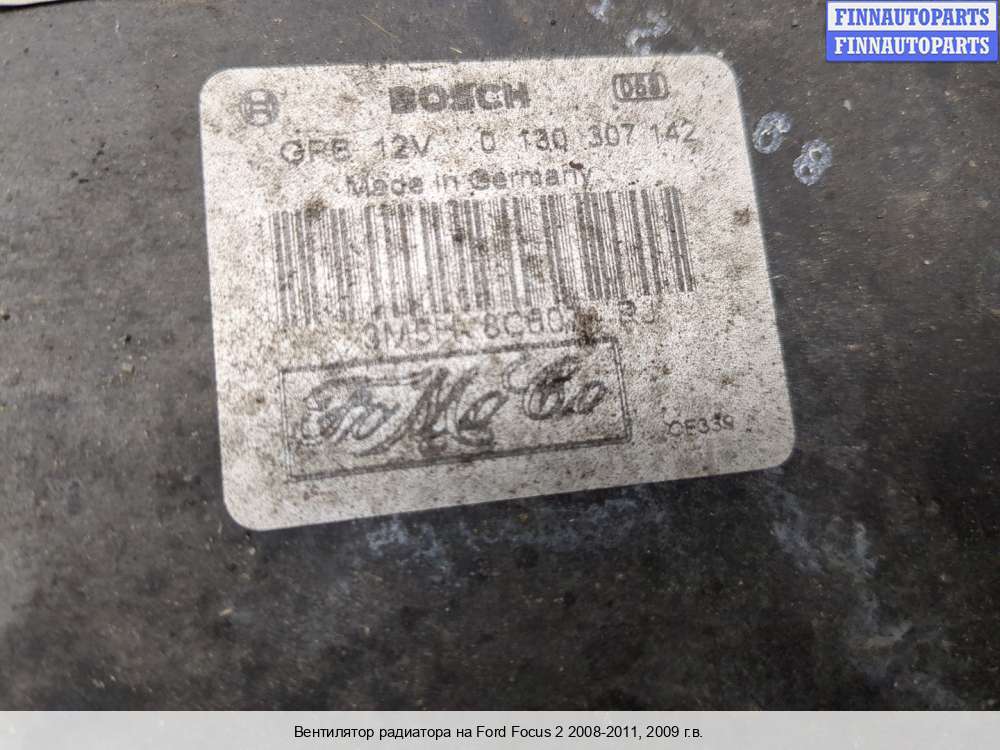 FINNAUTOPARTS
FINNAUTOPARTS
BOSCH
GPB 12V 0 130 307 142
Made in Germany
RJ
FoMoCo
Вентилятор радиатора на Ford Focus 2 2008-2011, 2009 г.в.